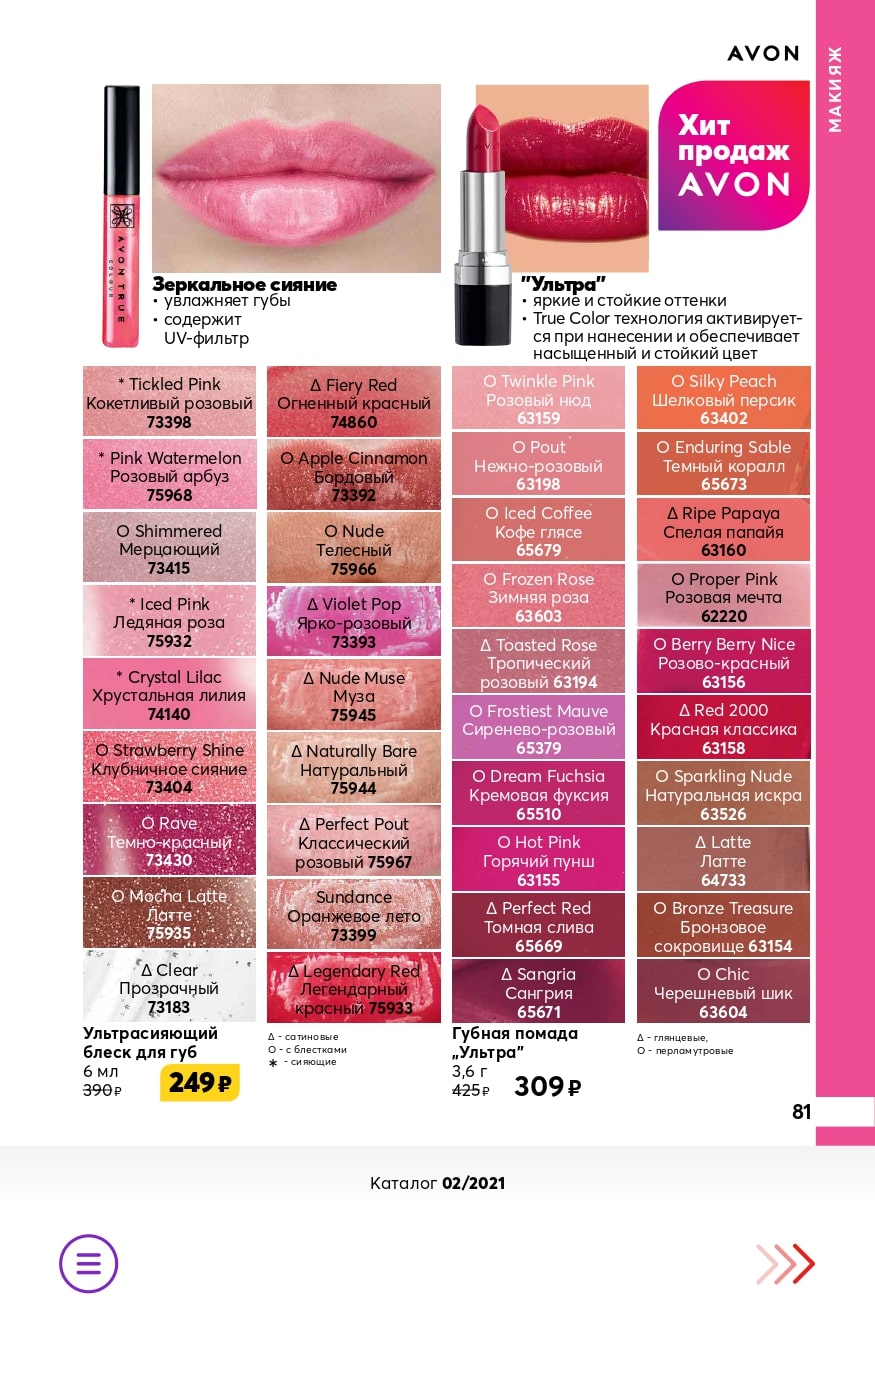 AVON
МАКИЯЖ
Хит
продаж
AVON
AVON TRUE
COLOUR
Зеркальное сияние
• увлажняет губы
• содержит
UV-фильтр
"Ультра"
• яркие и стойкие оттенки
• True Color технология активирует-
ся при нанесении и обеспечивает
насыщенный и стойкий цвет
* Tickled Pink
Кокетливый розовый
73398
* Pink Watermelon
Розовый арбуз
75968
О Shimmered
Мерцающий
73415
* Iced Pink
Ледяная роза
75932
* Crystal Lilac
Хрустальная лилия
74140
О Strawberry Shine
Клубничное сияние
73404
О Rave
Темно-красный
73430
О Mocha Latte
Латте
75935
Δ Clear
Прозрачный
73183
Δ Fiery Red
Огненный красный
74860
О Apple Cinnamon
Бордовый
73392
О Nude
Телесный
75966
Δ Violet Pop
Ярко-розовый
73393
Δ Nude Muse
Муза
75945
Δ Naturally Bare
Натуральный
75944
Δ Perfect Pout
Классический
розовый 75967
Sundance
Оранжевое лето
73399
Δ Legendary Red
Легендарный
красный 75933
О Twinkle Pink
Розовый нюд
63159
О Pout
Нежно-розовый
63198
О Iced Coffee
Кофе глясе
65679
О Frozen Rose
Зимняя роза
63603
Δ Toasted Rose
Тропический
розовый 63194
О Frostiest Mauve
Сиренево-розовый
65379
О Dream Fuchsia
Кремовая фуксия
65510
О Hot Pink
Горячий пунш
63155
Δ Perfect Red
Томная слива
65669
Δ Sangria
Сангрия
65671
О Silky Peach
Шелковый персик
63402
О Enduring Sable
Темный коралл
65673
Δ Ripe Papaya
Спелая папайя
63160
О Proper Pink
Розовая мечта
62220
О Berry Berry Nice
Розово-красный
63156
Δ Red 2000
Красная классика
63158
О Sparkling Nude
Натуральная искра
63526
Δ Latte
Латте
64733
О Bronze Treasure
Бронзовое
сокровище 63154
О Chic
Черешневый шик
63604
Ультрасияющий
блеск для губ
6 мл
390 ₽
249 ₽
Δ - сатиновые
О - с блестками
* - сияющие
Губная помада
„Ультра"
3,6 г
425 ₽
309 ₽
Δ - глянцевые,
О - перламутровые
81
Каталог 02/2021